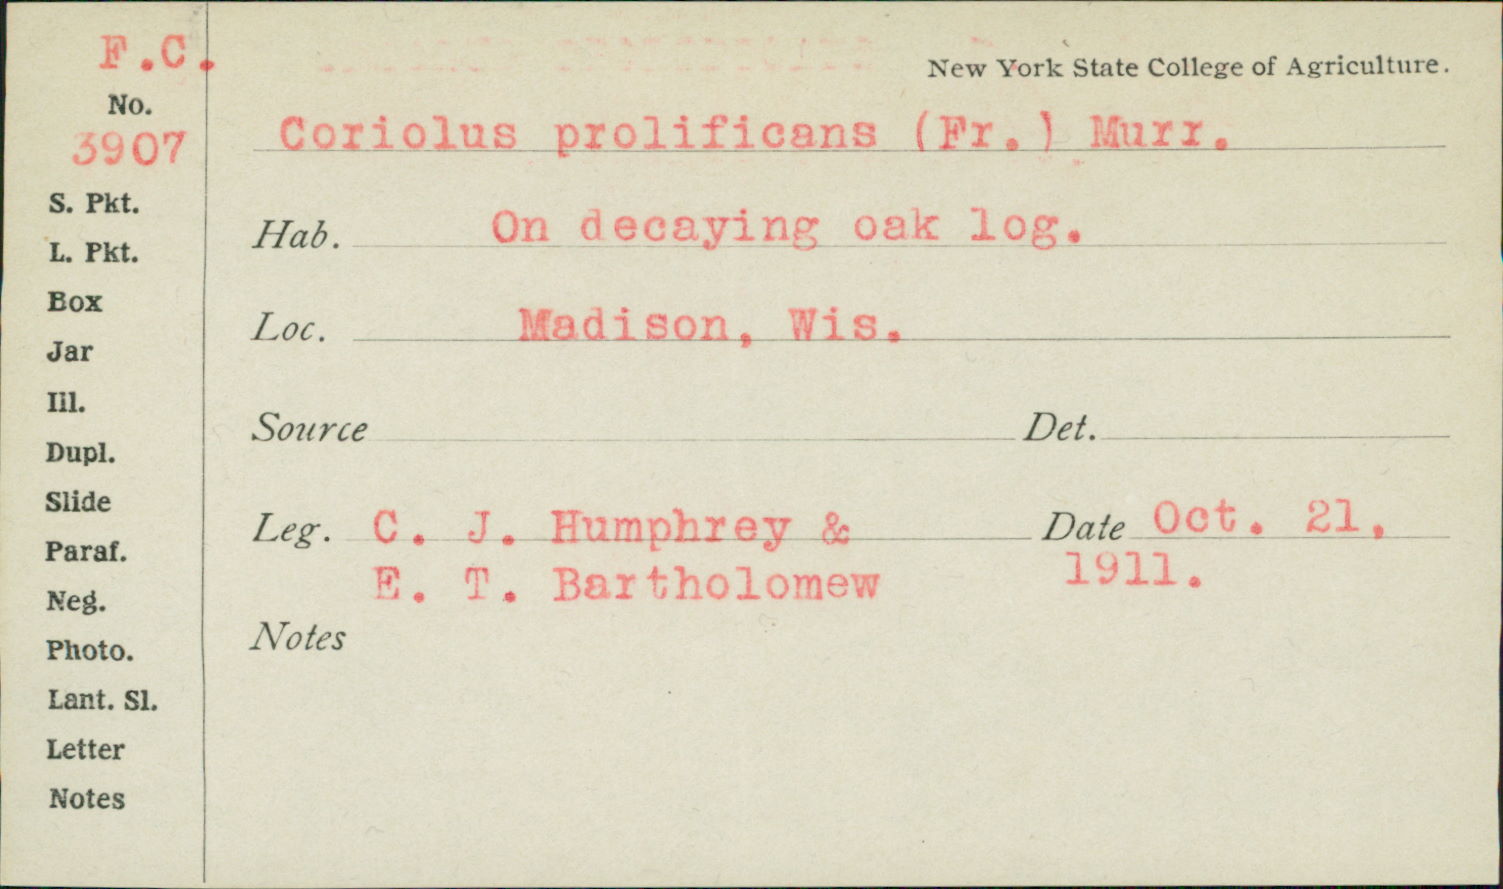 F.C.
No.
3907
S. Pkt.
L. Pkt.
Box
Jar
Ill.
Dupl.
Slide
Paraf.
Neg.
Photo.
Lant. Sl.
Letter
Notes
New York State College of Agriculture.
Coriolus prolificans (Fr.) Murr.
Hab. On decaying oak log.
Loc. Madison, Wis.
Source Det.
Leg. C. J. Humphrey & Date Oct. 21,
E. T. Bartholomew 1911.
Notes